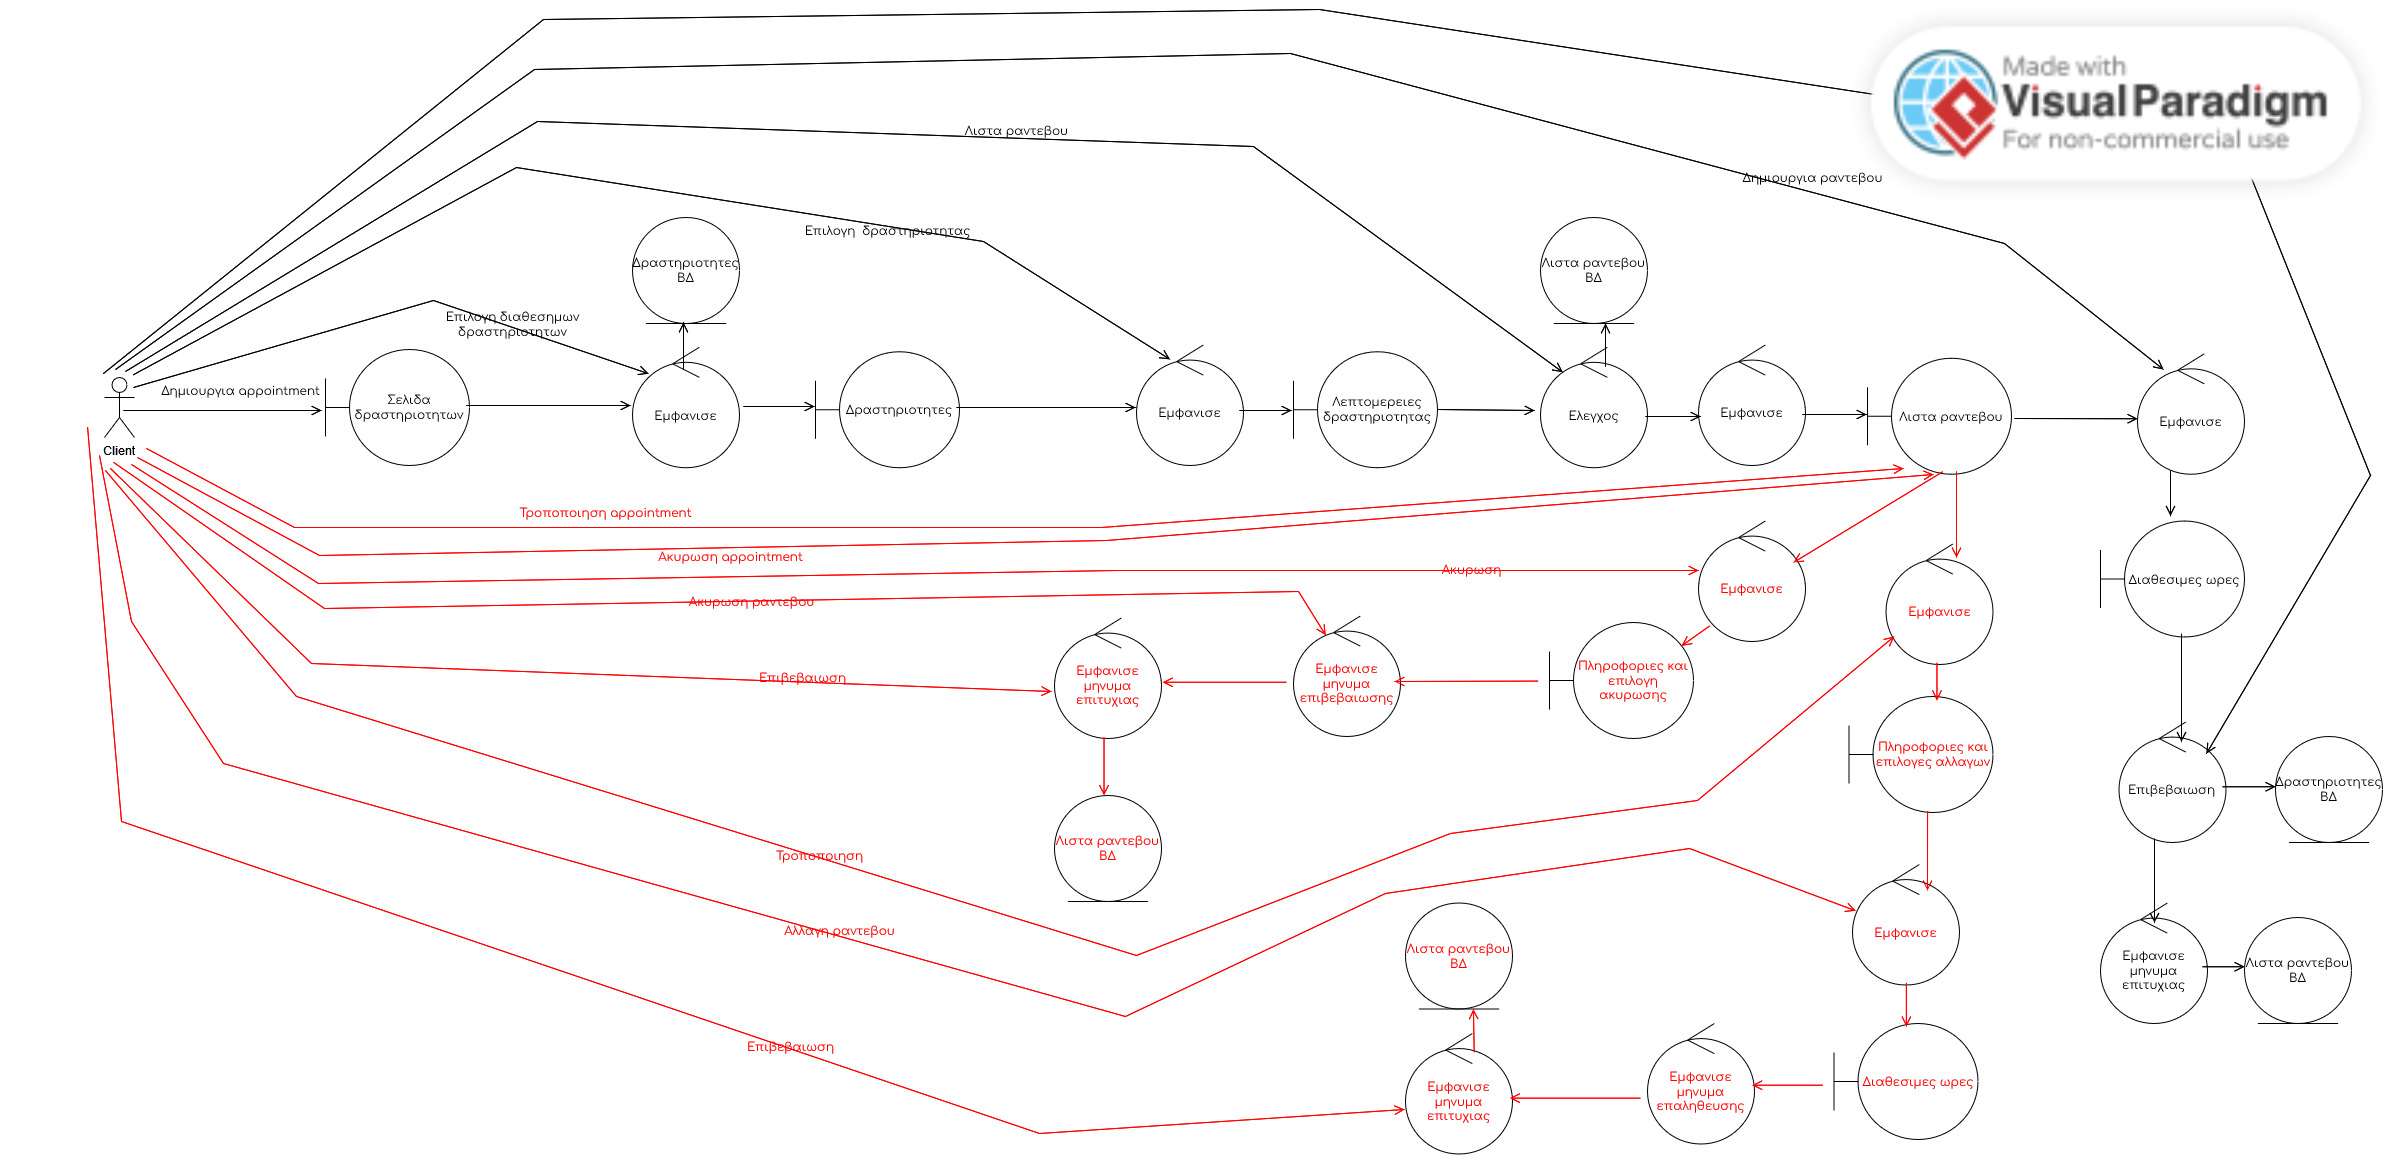 Made with
Visual Paradigm
For non-commercial use
Λιστα ραντεβου
Δημιουργια ραντεβου
Επιλογη δραστηριοτητας
Δραστηριοτητες
ΒΔ
Λιστα ραντεβου
ΒΔ
Επιλογη διαθεσημων
δραστηριοτητων
Δημιουργια appointment
Client
Σελιδα
δραστηριοτητων
Εμφανισε
Δραστηριοτητες
Εμφανισε
Λεπτομερειες
δραστηριοτητας
Ελεγχος
Εμφανισε
Λιστα ραντεβου
Εμφανισε
Τροποποιηση appointment
Ακυρωση appointment
Ακυρωση
Ακυρωση ραντεβου
Εμφανισε
Εμφανισε
Διαθεσιμες ωρες
Επιβεβαιωση
Εμφανισε
μηνυμα
επιτυχιας
Εμφανισε
μηνυμα
επιβεβαιωσης
Πληροφοριες και
επιλογη
ακυρωσης
Πληροφοριες και
επιλογες αλλαγων
Επιβεβαιωση
Δραστηριοτητες
ΒΔ
Λιστα ραντεβου
ΒΔ
Τροποποιηση
Αλλαγη ραντεβου
Εμφανισε
Λιστα ραντεβου
ΒΔ
Εμφανισε
μηνυμα
επιτυχιας
Λιστα ραντεβου
ΒΔ
Επιβεβαιωση
Εμφανισε
μηνυμα
επιτυχιας
Εμφανισε
μηνυμα
επαληθευσης
Διαθεσιμες ωρες